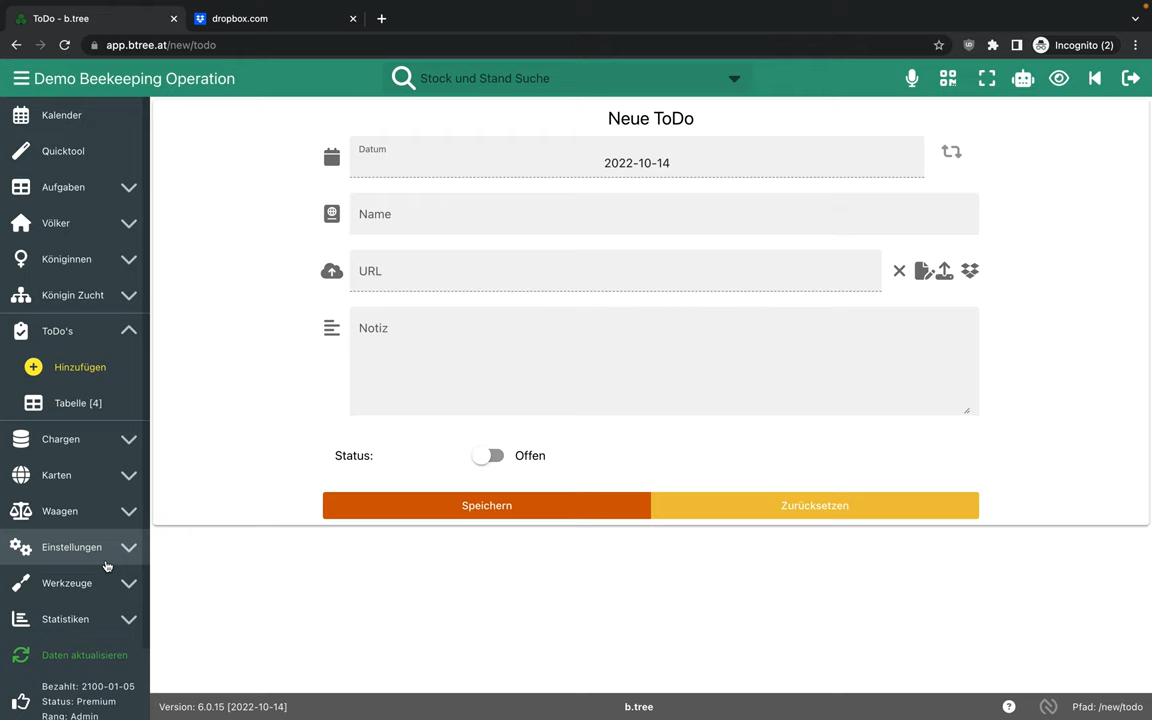 ToDo - b.tree
dropbox.com
app.btree.at/new/todo
Incognito (2)
Demo Beekeeping Operation
Stock und Stand Suche
Kalender
Quicktool
Aufgaben
Völker
Königinnen
Königin Zucht
ToDo's
Hinzufügen
Tabelle [4]
Chargen
Karten
Waagen
Einstellungen
Werkzeuge
Statistiken
Daten aktualisieren
Bezahlt: 2100-01-05
Status: Premium
Rang: Admin
Neue ToDo
Datum
2022-10-14
Name
URL
Notiz
Status:
Offen
Speichern
Zurücksetzen
Version: 6.0.15 [2022-10-14]
b.tree
Pfad: /new/todo